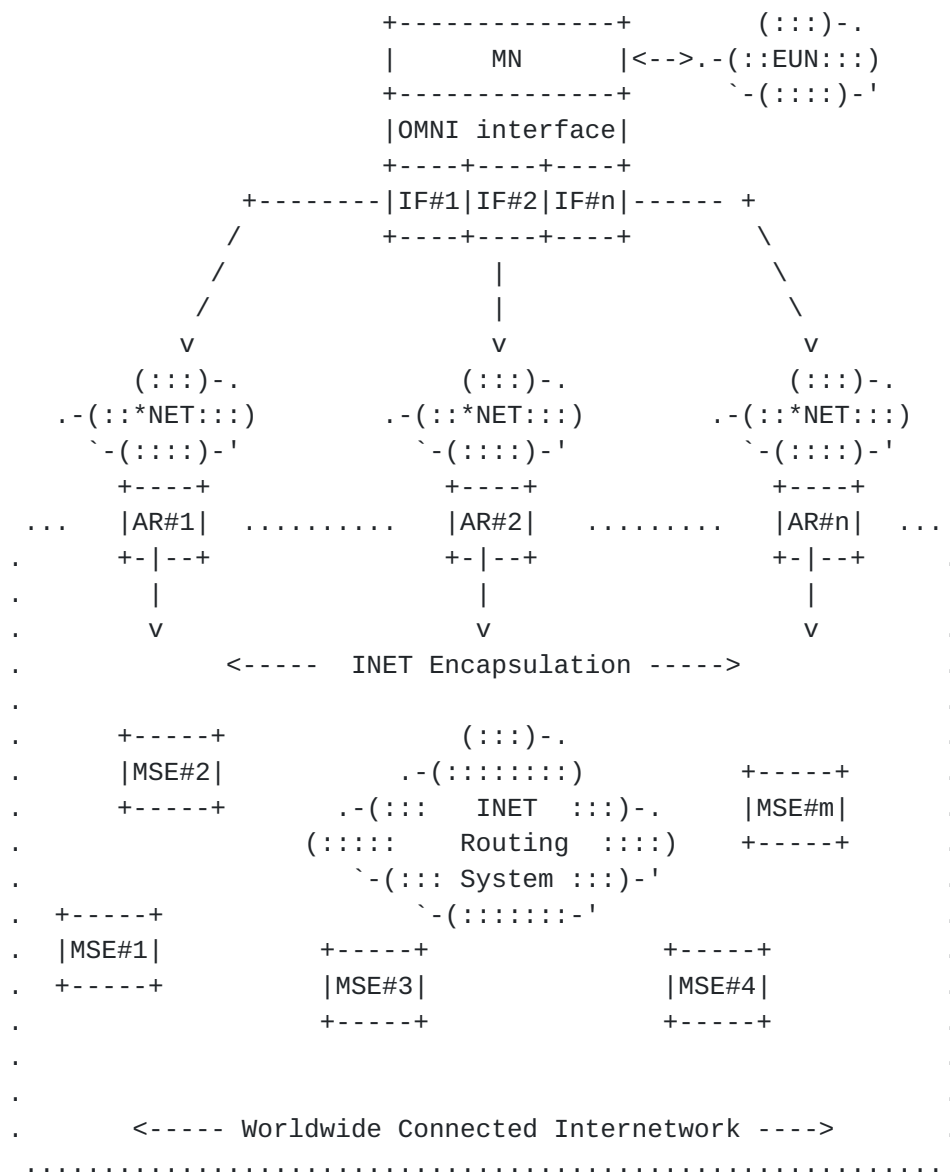 +--------------+        (:::)-.
                        |      MN      |<-->.-(::EUN:::)
                        +--------------+      `-(::::)-'
                        |OMNI interface|
                        +----+----+----+
               +--------|IF#1|IF#2|IF#n|------ +
              /         +----+----+----+        \
             /                 |                 \
            /                  |                  \
           v                   v                   v
        (:::)-.              (:::)-.              (:::)-.
   .-(::*NET:::)        .-(::*NET:::)        .-(::*NET:::)
     `-(::::)-'           `-(::::)-'           `-(::::)-'
       +----+               +----+               +----+
 ...   |AR#1|  ..........   |AR#2|   .........   |AR#n|  ...
.      +-|--+               +-|--+               +-|--+     .
.        |                    |                    |        .
.        v                    v                    v        .
.             <-----  INET Encapsulation ----->             .
.                                                           .
.      +-----+               (:::)-.                        .
.      |MSE#2|           .-(::::::::)          +-----+      .
.      +-----+       .-(:::   INET  :::)-.     |MSE#m|      .
.                  (:::::    Routing  ::::)    +-----+      .
.                     `-(::: System :::)-'                  .
.  +-----+                `-(:::::::-'                      .
.  |MSE#1|          +-----+               +-----+           .
.  +-----+          |MSE#3|               |MSE#4|           .
.                   +-----+               +-----+           .
.                                                           .
.                                                           .
.       <----- Worldwide Connected Internetwork ---->       .
 ...........................................................